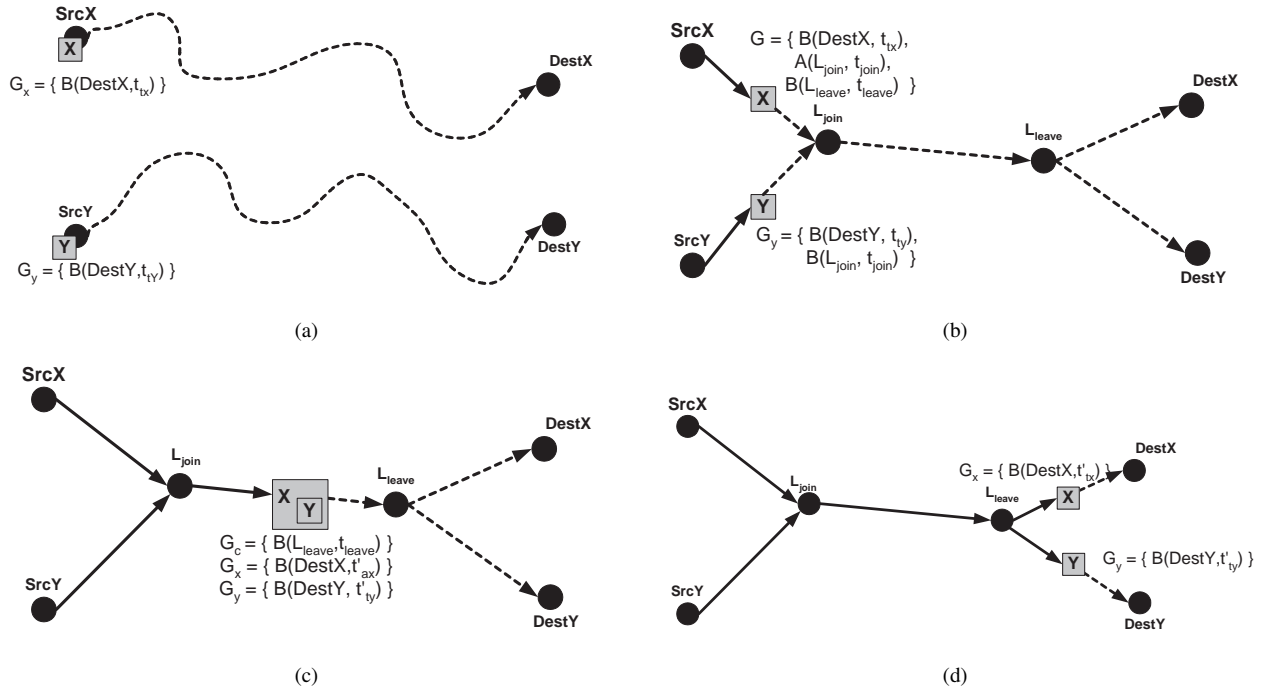 SrcX
X
G_x = { B(DestX,t_tx) }
DestX
SrcY
Y
G_y = { B(DestY,t_tY) }
DestY
(a)
SrcX
G = { B(DestX, t_tx),
A(L_join, t_join),
B(L_leave, t_leave) }
X
L_join
L_leave
DestX
Y
SrcY
G_y = { B(DestY, t_ty),
B(L_join, t_join) }
DestY
(b)
SrcX
L_join
X
Y
L_leave
DestX
G_c = { B(L_leave,t_leave) }
G_x = { B(DestX,t'_ax) }
G_y = { B(DestY, t'_ty) }
SrcY
DestY
(c)
SrcX
L_join
L_leave
G_x = { B(DestX,t'_tx) }
X
DestX
Y
G_y = { B(DestY,t'_ty) }
SrcY
DestY
(d)